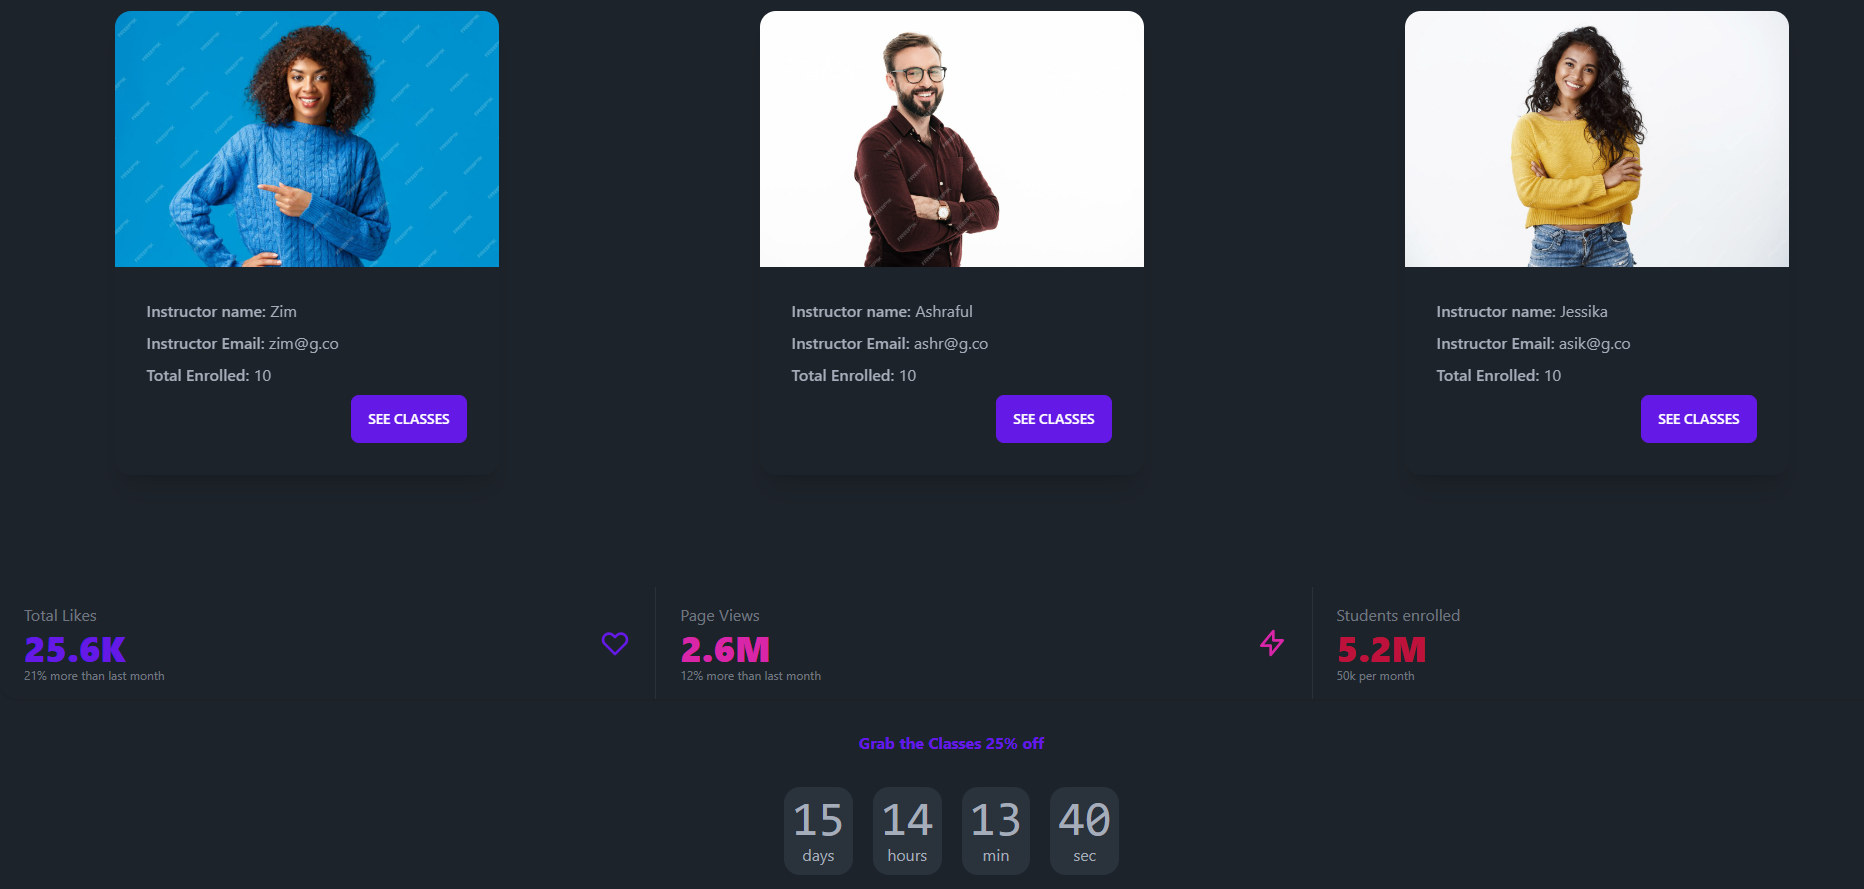 Instructor name: Zim
Instructor Email: zim@g.co
Total Enrolled: 10
SEE CLASSES
Instructor name: Ashraful
Instructor Email: ashr@g.co
Total Enrolled: 10
SEE CLASSES
Instructor name: Jessika
Instructor Email: asik@g.co
Total Enrolled: 10
SEE CLASSES
Total Likes
25.6K
21% more than last month
Page Views
2.6M
12% more than last month
Students enrolled
5.2M
50k per month
Grab the Classes 25% off
15 14 13 40
days hours min sec